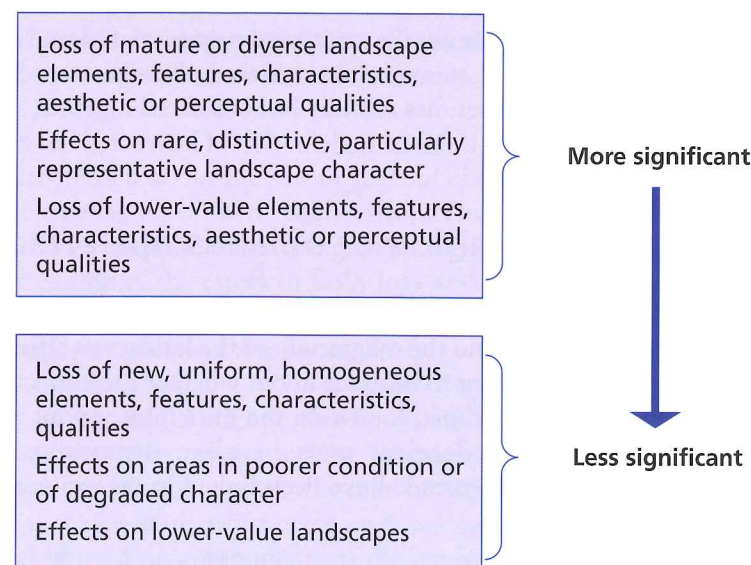 Loss of mature or diverse landscape
elements, features, characteristics,
aesthetic or perceptual qualities
Effects on rare, distinctive, particularly
representative landscape character
Loss of lower-value elements, features,
characteristics, aesthetic or perceptual
qualities
More significant
Loss of new, uniform, homogeneous
elements, features, characteristics,
qualities
Effects on areas in poorer condition or
of degraded character
Effects on lower-value landscapes
Less significant